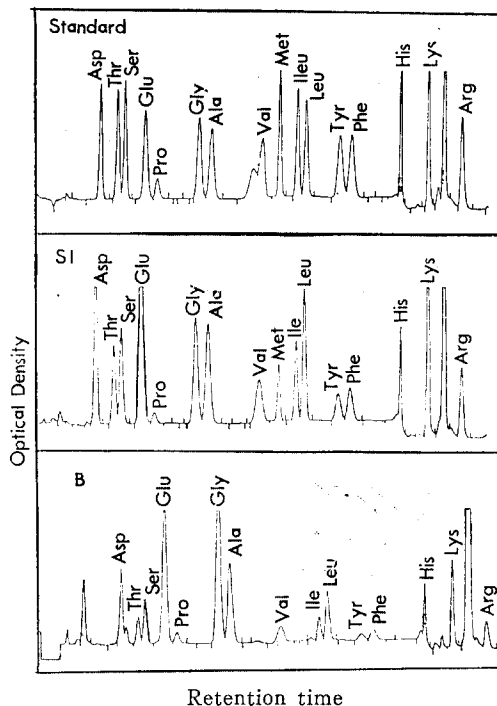 Standard
Asp
Thr
Ser
Glu
Pro
Gly
Ala
Val
Met
Ileu
Leu
Tyr
Phe
His
Lys
Arg
SI
Asp
Thr
Ser
Glu
Pro
Gly
Ala
Val
Met
Ile
Leu
Tyr
Phe
His
Lys
Arg
B
Asp
Thr
Ser
Glu
Pro
Gly
Ala
Val
Ile
Leu
Tyr
Phe
His
Lys
Arg
Optical Density
Retention time